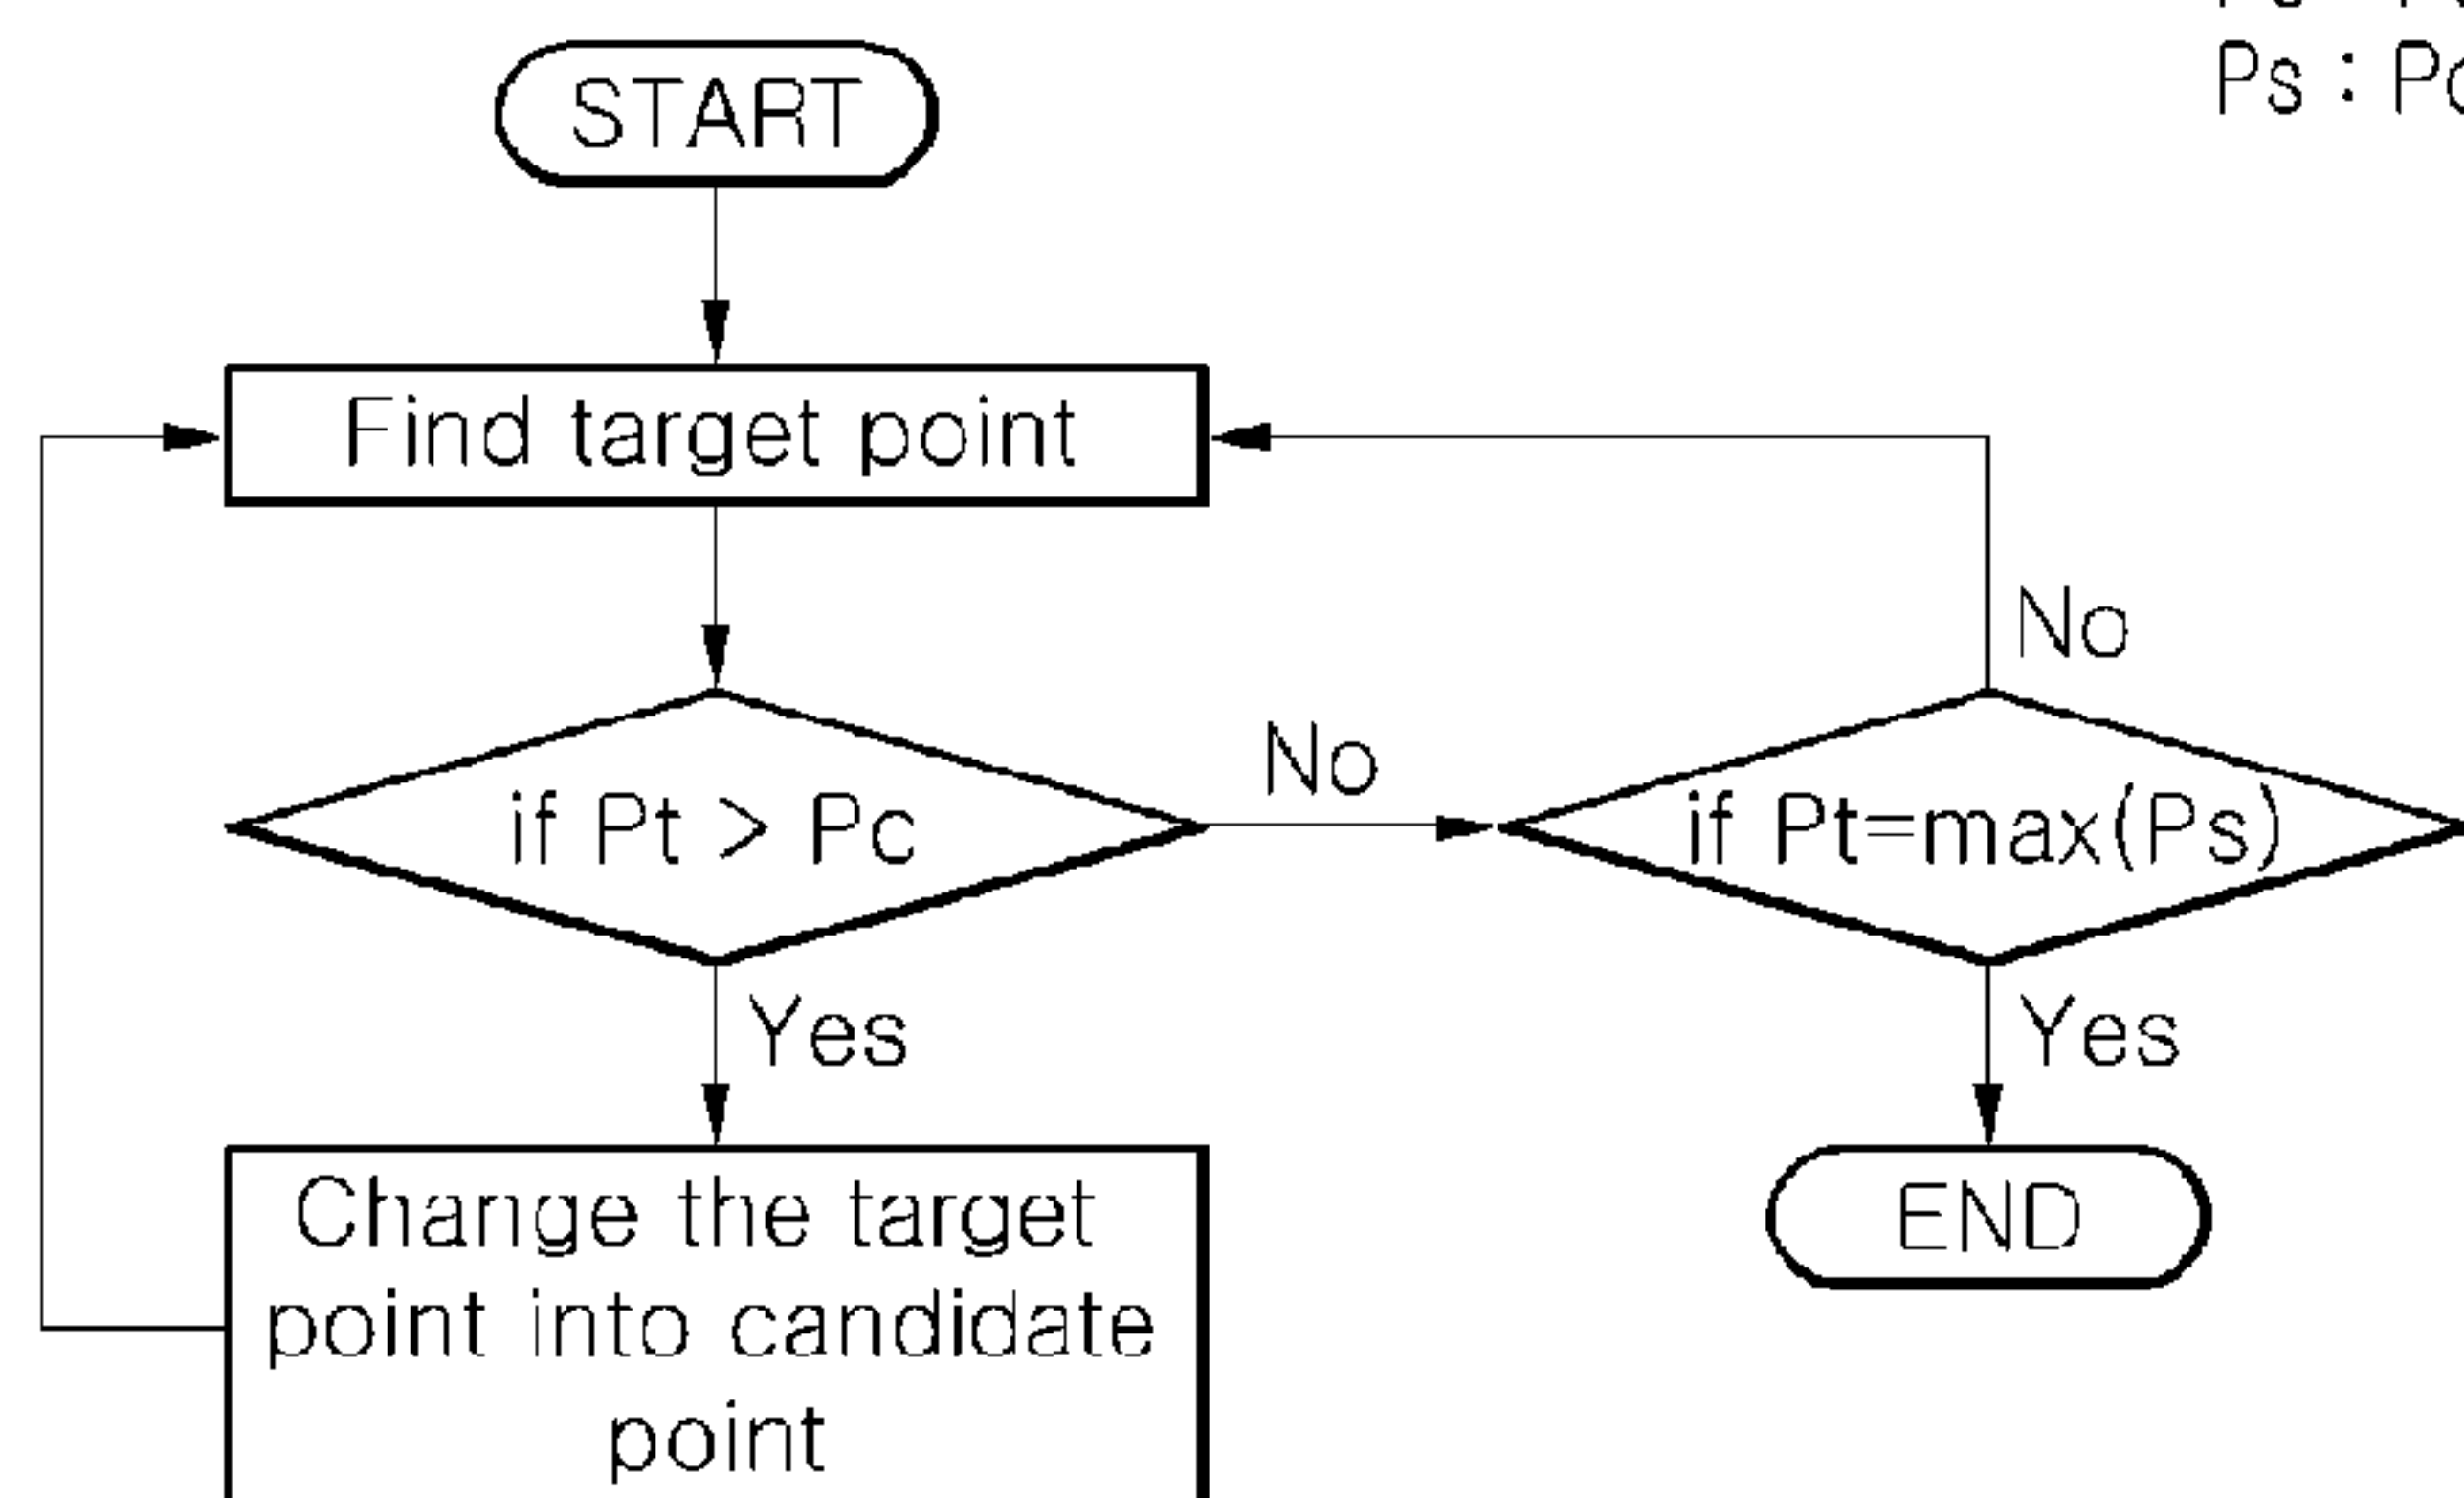 Ps : 
START
Find target point
No
No
if Pt > Pc
if Pt=max(Ps)
Yes
Yes
Change the target
point into candidate
point
END